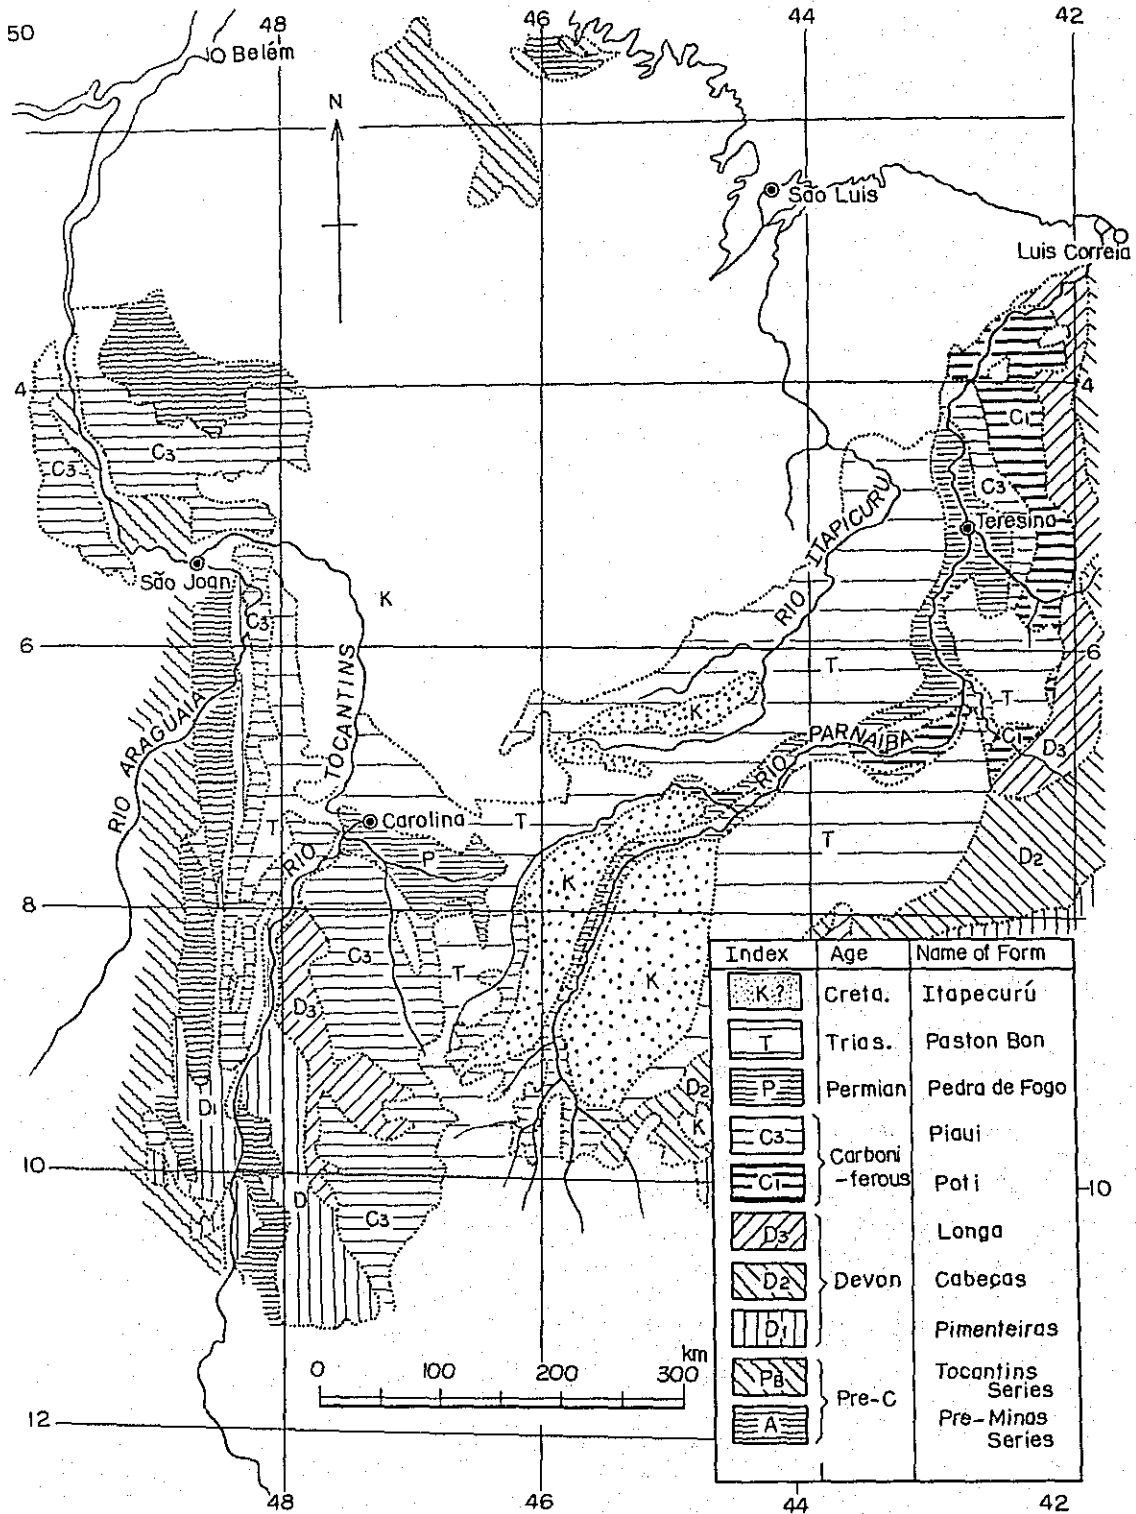 50
48
46
44
42
Belém
N
São Luis
Luis Correia
4
4
C3
C3
C1
C3
Teresina
São Joan
C3
K
RIO ITAPICURU
6
6
RIO ARAGUAIA
TOCANTINS
T
K
T
C1
D3
RIO PARNAIBA
T
Carolina
T
T
RIO
P
D2
K
8
C3
T
K
D3
D2
D1
K
10
10
D
C3
12
0 100 200 300 km
48
46
44
42
Index Age Name of Form
K? Creta. Itapecurú
T Trias. Paston Bon
P Permian Pedra de Fogo
C3 Piaui
Carboni
-ferous
C1 Poti
D3 Longa
D2 Devon Cabeças
D1 Pimenteiras
PB Tocantins
Series
Pre-C
A Pre-Minas
Series